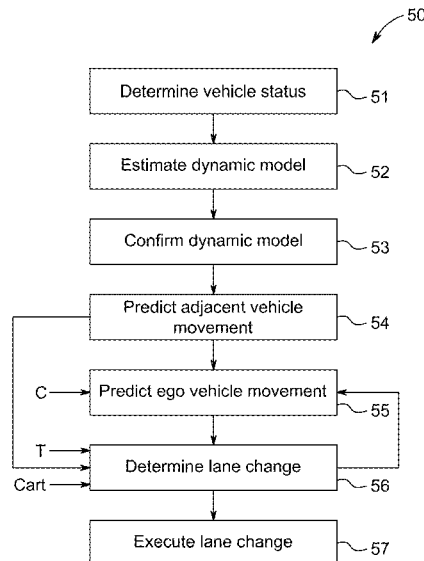 50
Determine vehicle status
51
Estimate dynamic model
52
Confirm dynamic model
53
Predict adjacent vehicle
movement
54
C
Predict ego vehicle movement
55
T
Determine lane change
Cart
56
Execute lane change
57